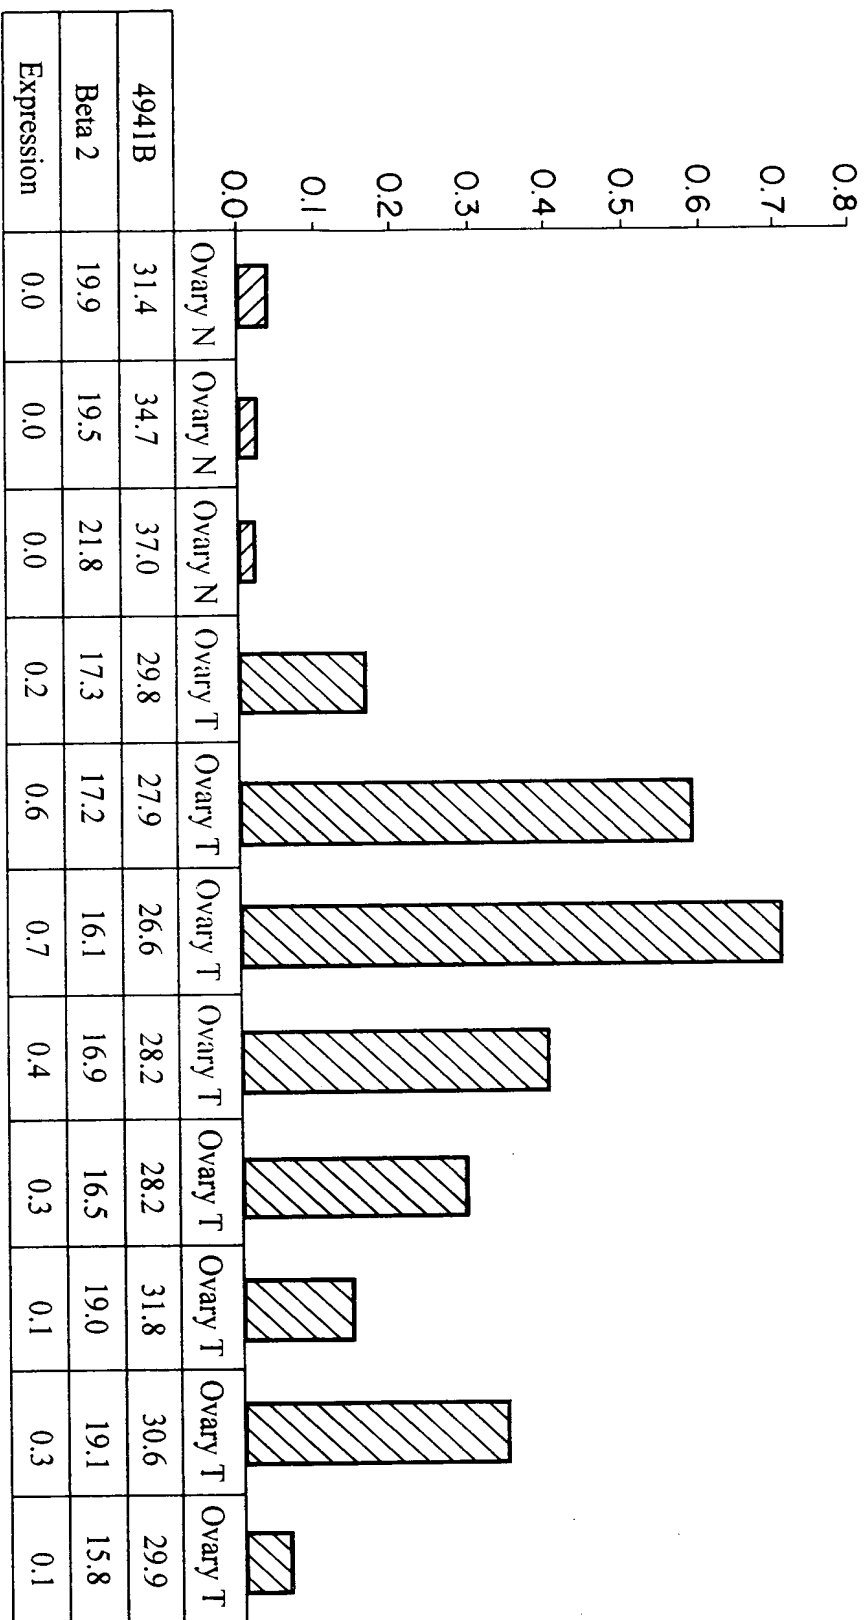 0.8
0.7
0.6
0.5
0.4
0.3
0.2
0.1
0.0
Ovary N Ovary N Ovary N Ovary T Ovary T Ovary T Ovary T Ovary T Ovary T Ovary T Ovary T
4941B 31.4 34.7 37.0 29.8 27.9 26.6 28.2 28.2 31.8 30.6 29.9
Beta 2 19.9 19.5 21.8 17.3 17.2 16.1 16.9 16.5 19.0 19.1 15.8
Expression 0.0 0.0 0.0 0.2 0.6 0.7 0.4 0.3 0.1 0.3 0.1